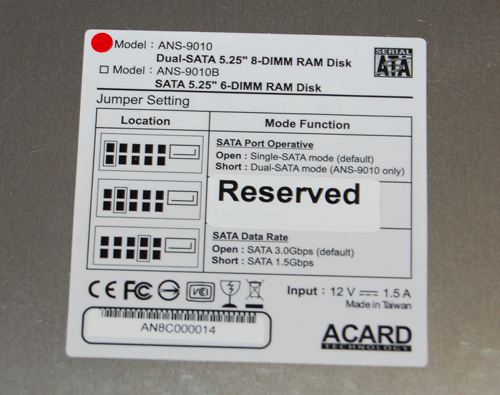 Model : ANS-9010
Dual-SATA 5.25" 8-DIMM RAM Disk
Model : ANS-9010B
SATA 5.25" 6-DIMM RAM Disk
SERIAL
ATA
Jumper Setting
Location Mode Function
SATA Port Operative
Open : Single-SATA mode (default)
Short : Dual-SATA mode (ANS-9010 only)
Reserved
SATA Data Rate
Open : SATA 3.0Gbps (default)
Short : SATA 1.5Gbps
CE FC VCI
Input : 12 V 1.5 A
Made in Taiwan
AN8C000014
ACARD
TECHNOLOGY